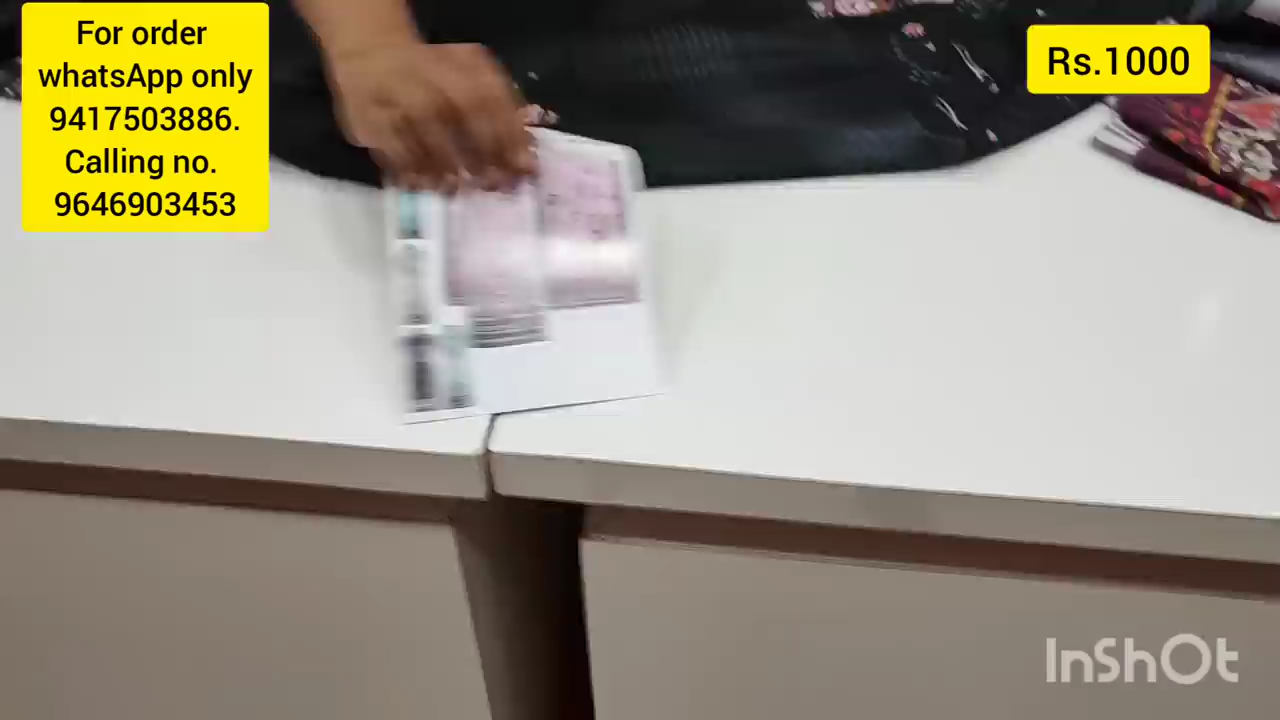 For order
whatsApp only
9417503886.
Calling no.
9646903453
Rs.1000
InShOt